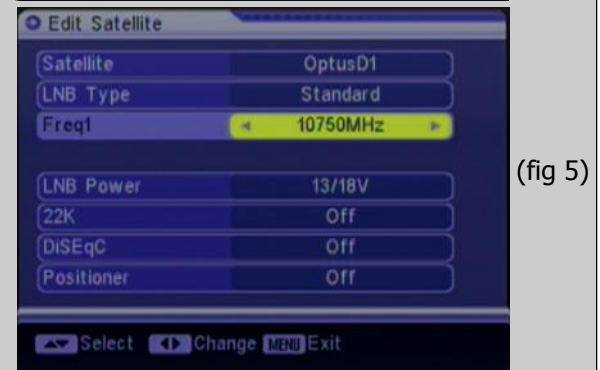 Edit Satellite
Satellite OptusD1
LNB Type Standard
Freq1 10750MHz
(fig 5)
LNB Power 13/18V
22K Off
DiSEqC Off
Positioner Off
Select Change MENU Exit